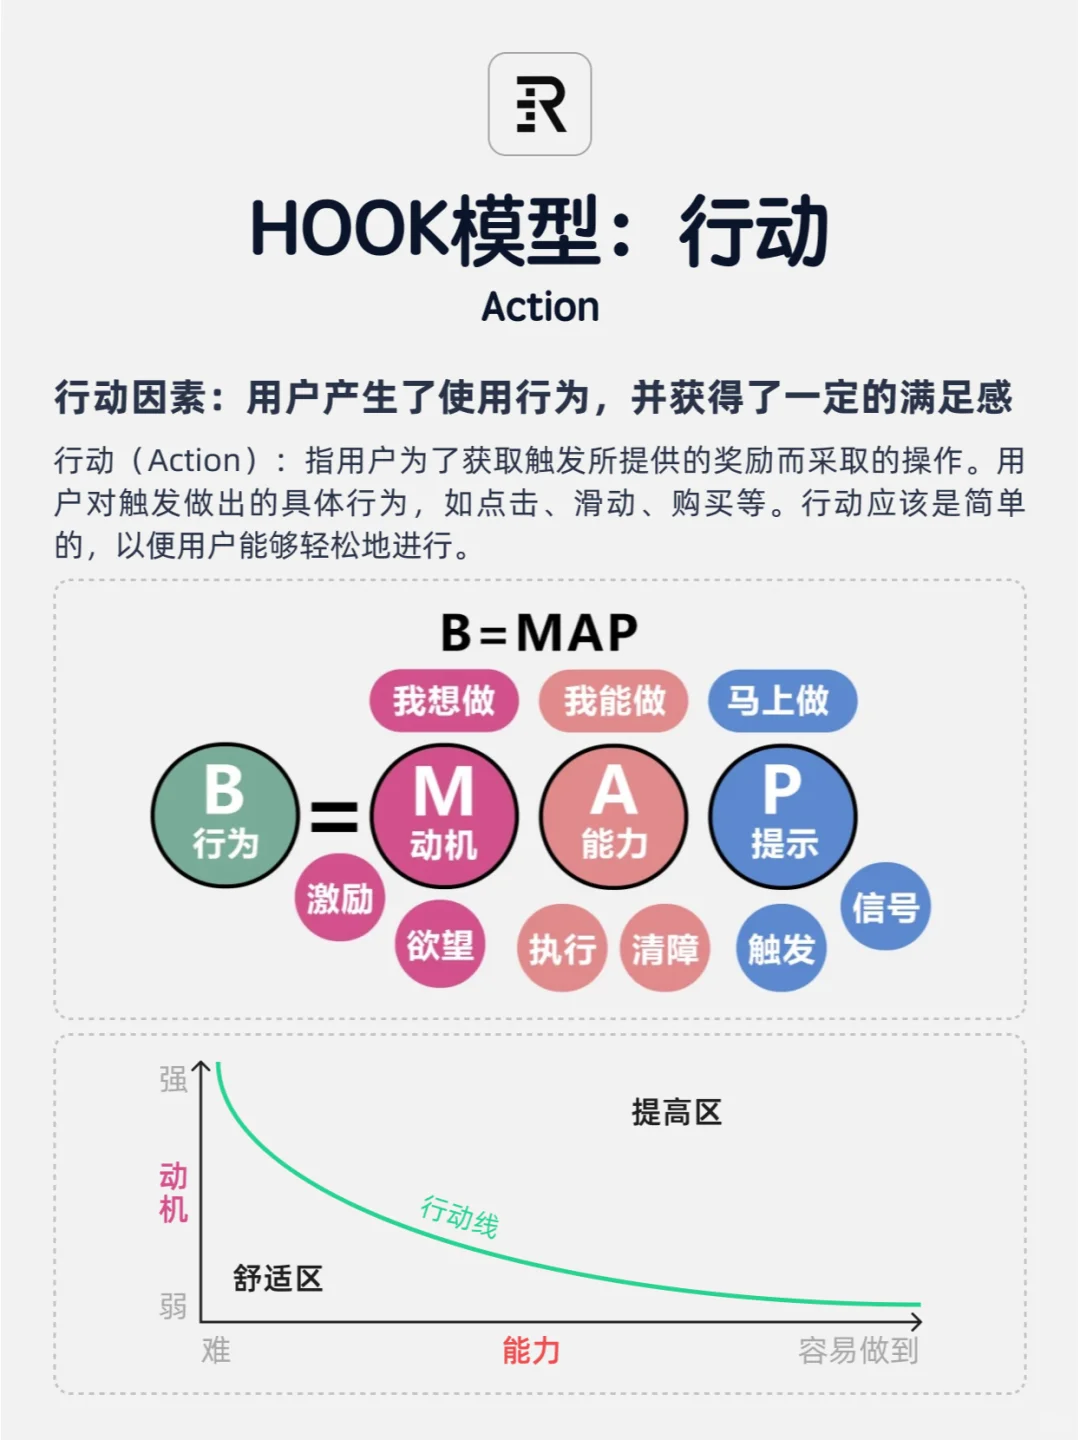 R
HOOK模型：行动
Action
行动因素：用户产生了使用行为，并获得了一定的满足感
行动（Action）：指用户为了获取触发所提供的奖励而采取的操作。用
户对触发做出的具体行为，如点击、滑动、购买等。行动应该是简单
的，以便用户能够轻松地进行。
B=MAP
我想做 我能做 马上做
B = M A P
行为 动机 能力 提示
激励 欲望 执行 清障 触发 信号
强
提高区
动机
行动线
舒适区
弱
难 能力 容易做到